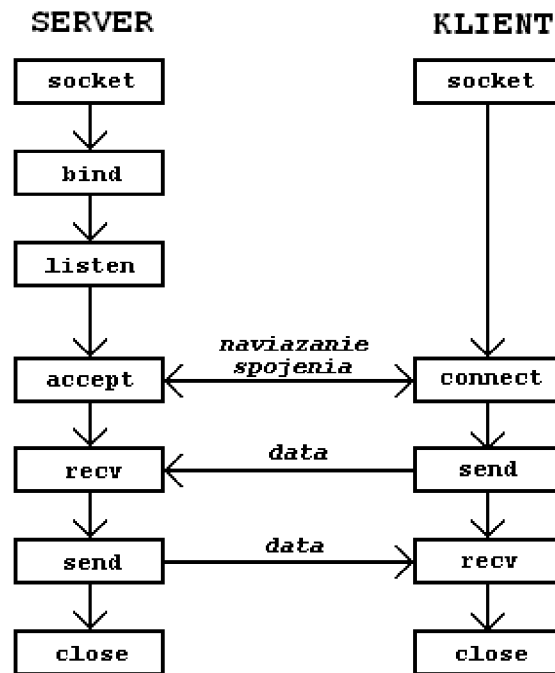 SERVER
KLIENT
socket
socket
bind
listen
naviazanie
spojenia
accept
connect
data
recv
send
data
send
recv
close
close